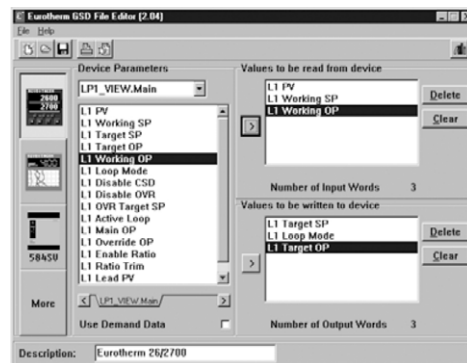 Eurotherm GSD File Editor [2.04]
File Help
Device Parameters
LP1_VIEW.Main
L1 PV
L1 Working SP
L1 Target SP
L1 Target OP
L1 Working OP
L1 Loop Mode
L1 Disable CSD
L1 Disable OVR
L1 OVR Target SP
L1 Active Loop
L1 Main OP
L1 Override OP
L1 Enable Ratio
L1 Ratio Trim
L1 Lead PV
LP1_VIEW.Main
Use Demand Data
2600
2700
584SV
More
Values to be read from device
L1 PV
L1 Working SP
L1 Working OP
>
Delete
Clear
Number of Input Words 3
Values to be written to device
L1 Target SP
L1 Loop Mode
L1 Target OP
>
Delete
Clear
Number of Output Words 3
Description: Eurotherm 26/2700